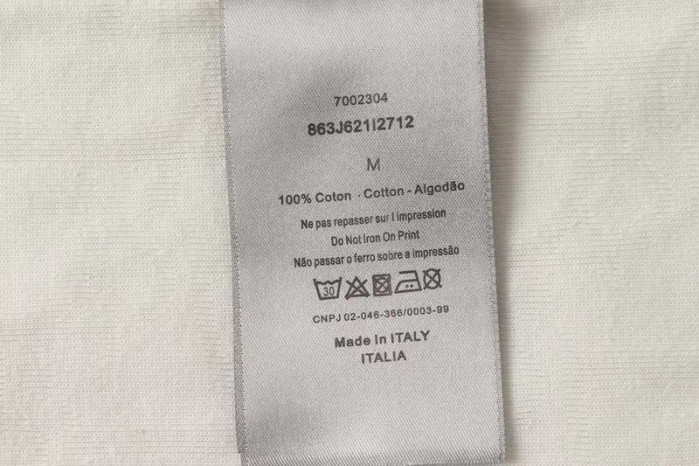 7002304
863J621I2712
M
100% Coton · Cotton - Algodão
Ne pas repasser sur l impression
Do Not Iron On Print
Não passar o ferro sobre a impressão
30
CNPJ 02-046-366/0003-99
Made In ITALY
ITALIA